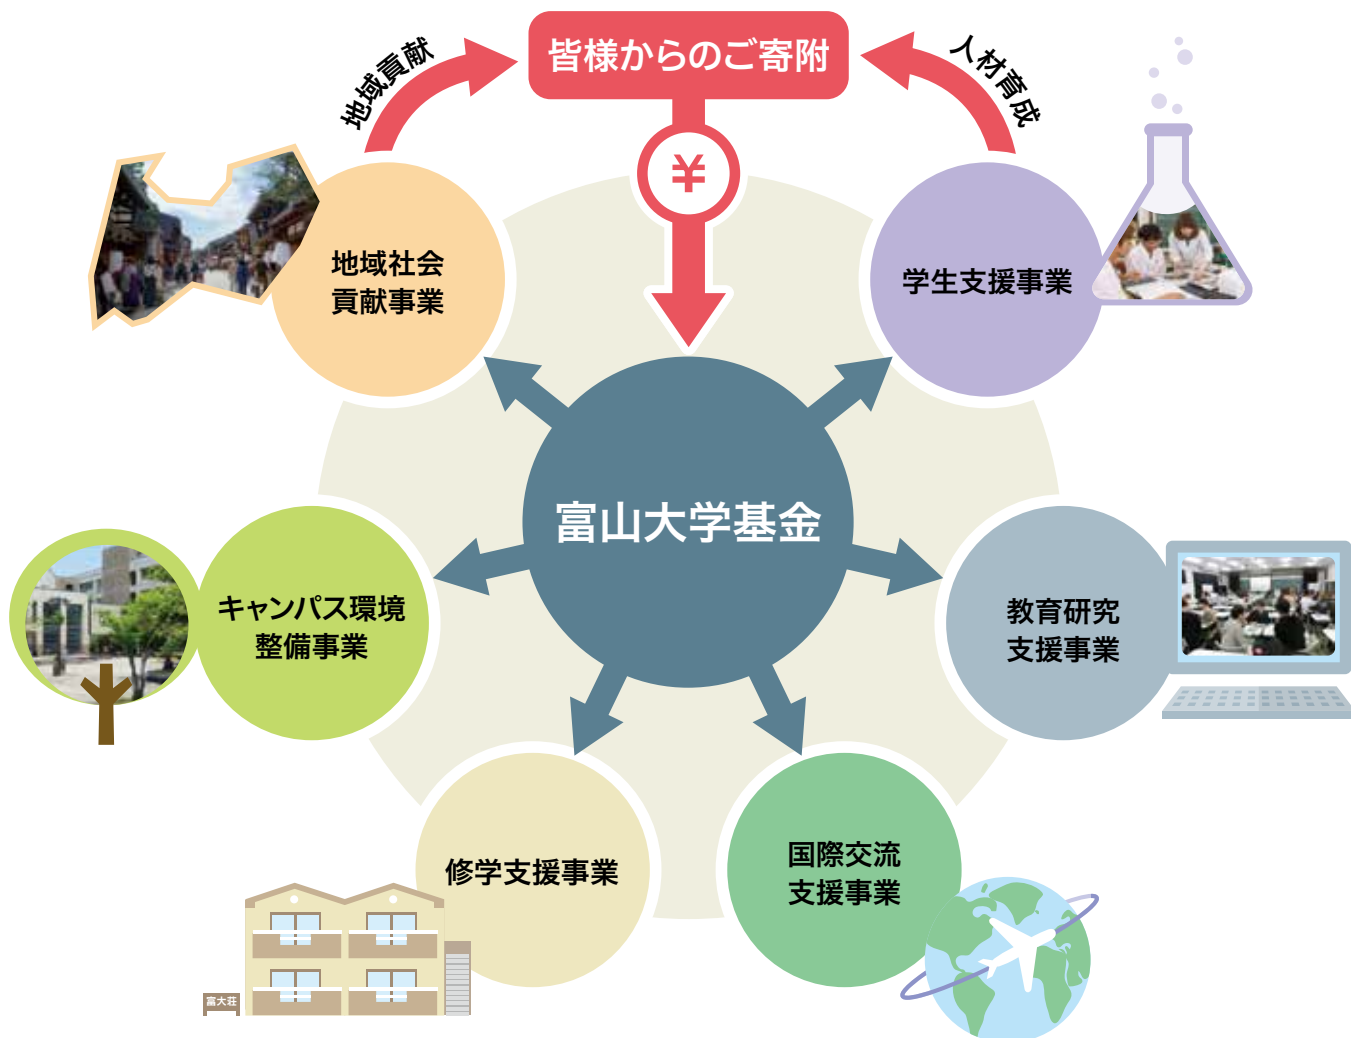 皆様からのご寄附
地域貢献
人材育成
¥
地域社会
貢献事業
学生支援事業
富山大学基金
キャンパス環境
整備事業
教育研究
支援事業
修学支援事業
国際交流
支援事業
富大荘